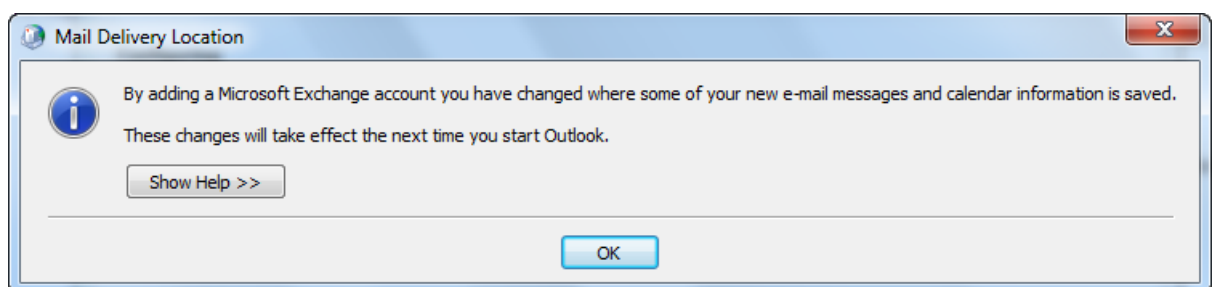 Mail Delivery Location
By adding a Microsoft Exchange account you have changed where some of your new e-mail messages and calendar information is saved.
These changes will take effect the next time you start Outlook.
Show Help >>
OK